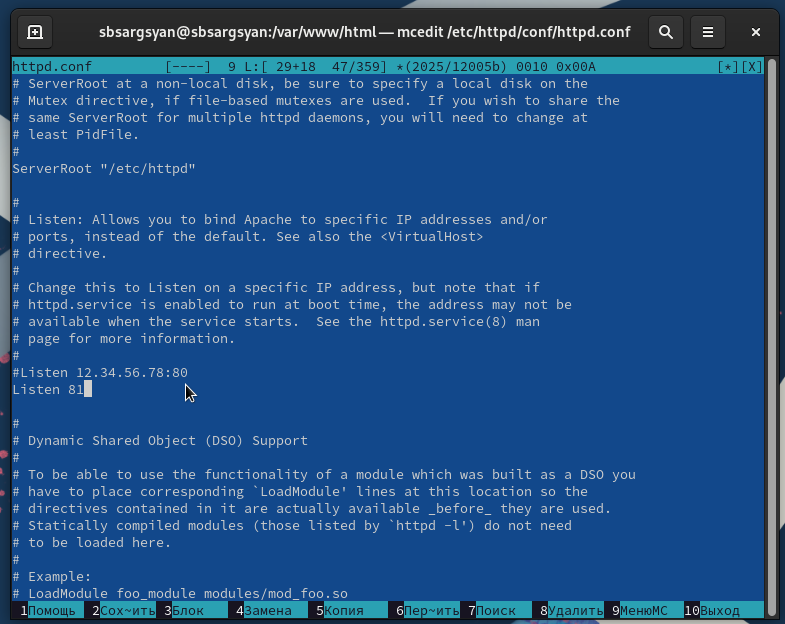 sbsargsyan@sbsargsyan:/var/www/html — mcedit /etc/httpd/conf/httpd.conf
httpd.conf [----] 9 L:[ 29+18 47/359] *(2025/12005b) 0010 0x00A [*][X]
# ServerRoot at a non-local disk, be sure to specify a local disk on the
# Mutex directive, if file-based mutexes are used. If you wish to share the
# same ServerRoot for multiple httpd daemons, you will need to change at
# least PidFile.
#
ServerRoot "/etc/httpd"
#
# Listen: Allows you to bind Apache to specific IP addresses and/or
# ports, instead of the default. See also the <VirtualHost>
# directive.
#
# Change this to Listen on a specific IP address, but note that if
# httpd.service is enabled to run at boot time, the address may not be
# available when the service starts. See the httpd.service(8) man
# page for more information.
#
#Listen 12.34.56.78:80
Listen 81
#
# Dynamic Shared Object (DSO) Support
#
# To be able to use the functionality of a module which was built as a DSO you
# have to place corresponding `LoadModule' lines at this location so the
# directives contained in it are actually available _before_ they are used.
# Statically compiled modules (those listed by `httpd -l') do not need
# to be loaded here.
#
# Example:
# LoadModule foo_module modules/mod_foo.so
1Помощь 2Сох~ить 3Блок 4Замена 5Копия 6Пер~ить 7Поиск 8Удалить 9МенюMC 10Выход